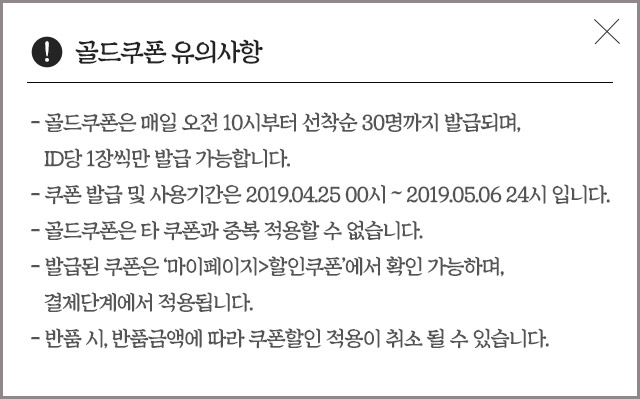 골드쿠폰 유의사항
- 골드쿠폰은 매일 오전 10시부터 선착순 30명까지 발급되며,
ID당 1장씩만 발급 가능합니다.
- 쿠폰 발급 및 사용기간은 2019.04.25 00시 ~ 2019.05.06 24시 입니다.
- 골드쿠폰은 타 쿠폰과 중복 적용할 수 없습니다.
- 발급된 쿠폰은 ‘마이페이지>할인쿠폰’에서 확인 가능하며,
결제단계에서 적용됩니다.
- 반품 시, 반품금액에 따라 쿠폰할인 적용이 취소 될 수 있습니다.